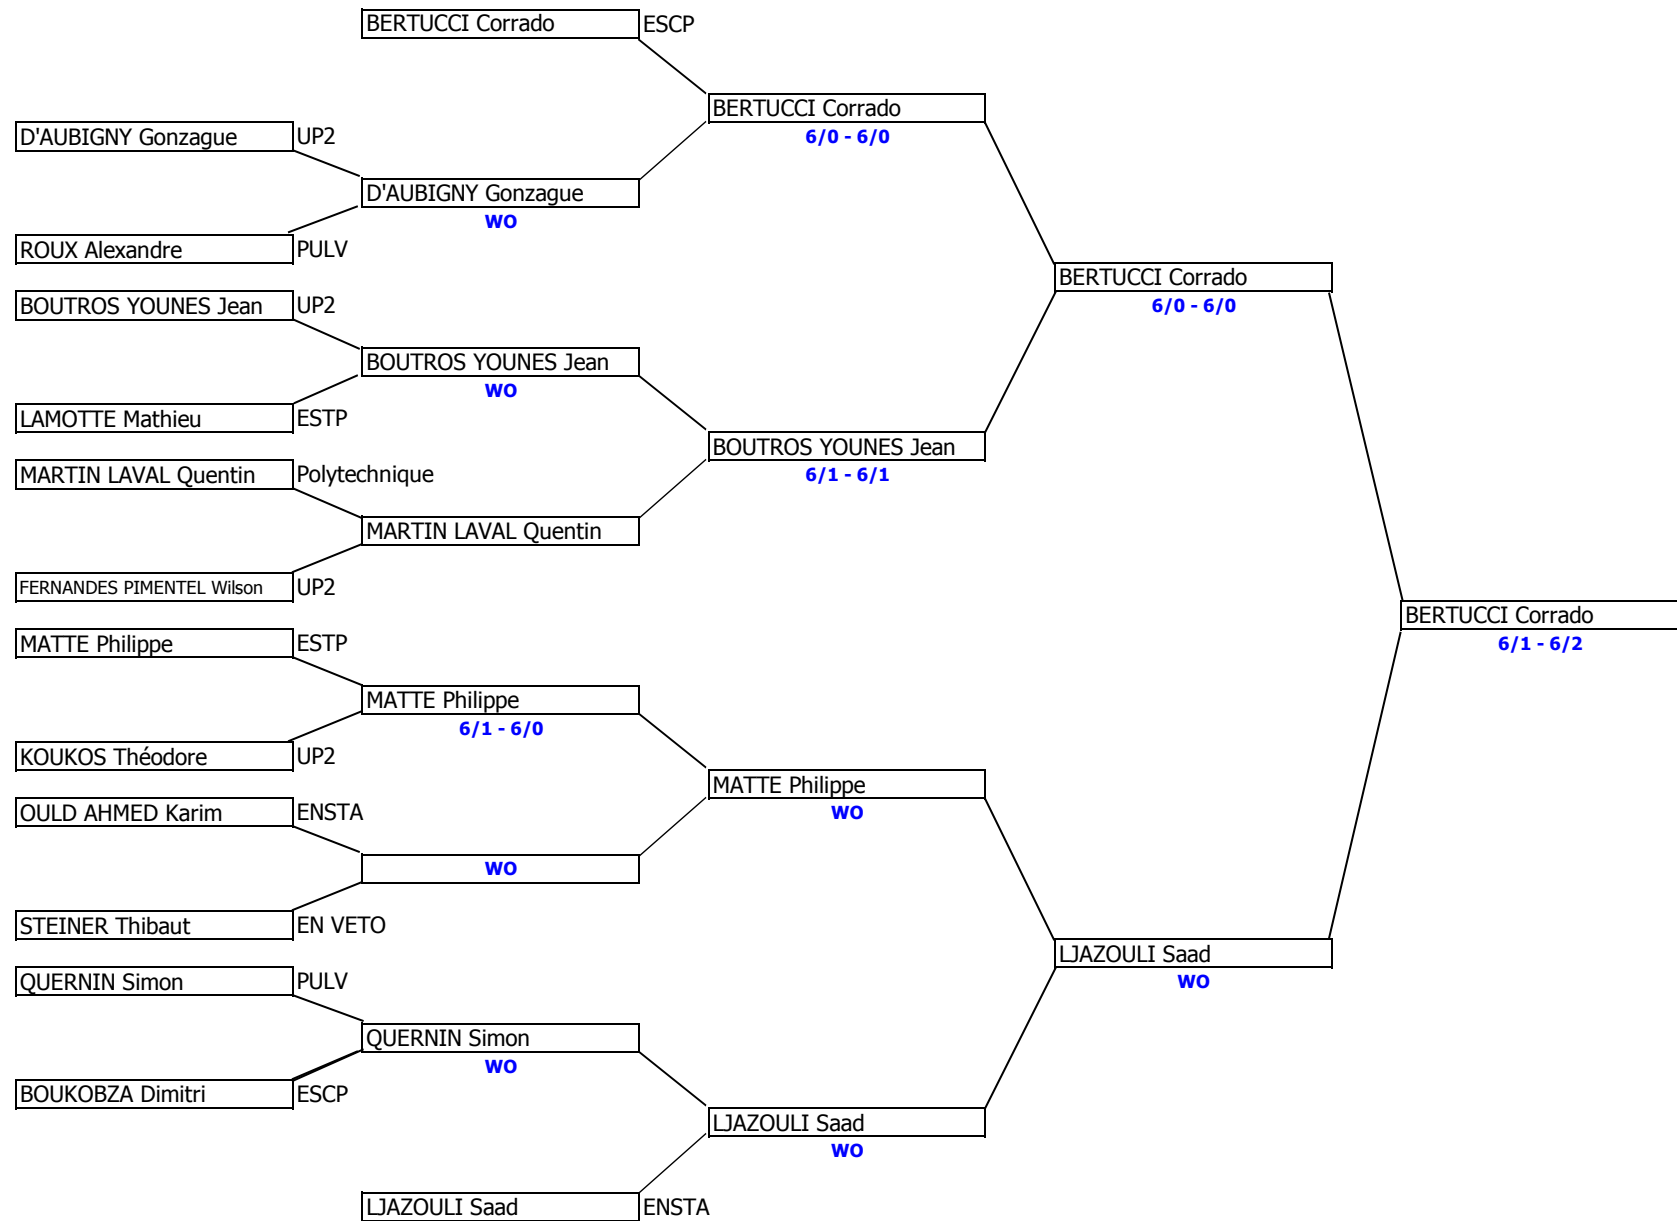 BERTUCCI Corrado ESCP
BERTUCCI Corrado
6/0 - 6/0
D'AUBIGNY Gonzague UP2
D'AUBIGNY Gonzague
WO
ROUX Alexandre PULV
BERTUCCI Corrado
6/0 - 6/0
BOUTROS YOUNES Jean UP2
BOUTROS YOUNES Jean
WO
LAMOTTE Mathieu ESTP
BOUTROS YOUNES Jean
6/1 - 6/1
MARTIN LAVAL Quentin Polytechnique
MARTIN LAVAL Quentin
FERNANDES PIMENTEL Wilson UP2
BERTUCCI Corrado
6/1 - 6/2
MATTE Philippe ESTP
MATTE Philippe
6/1 - 6/0
KOUKOS Théodore UP2
MATTE Philippe
WO
OULD AHMED Karim ENSTA
WO
STEINER Thibaut EN VETO
LJAZOULI Saad
WO
QUERNIN Simon PULV
QUERNIN Simon
WO
BOUKOBZA Dimitri ESCP
LJAZOULI Saad
WO
LJAZOULI Saad ENSTA